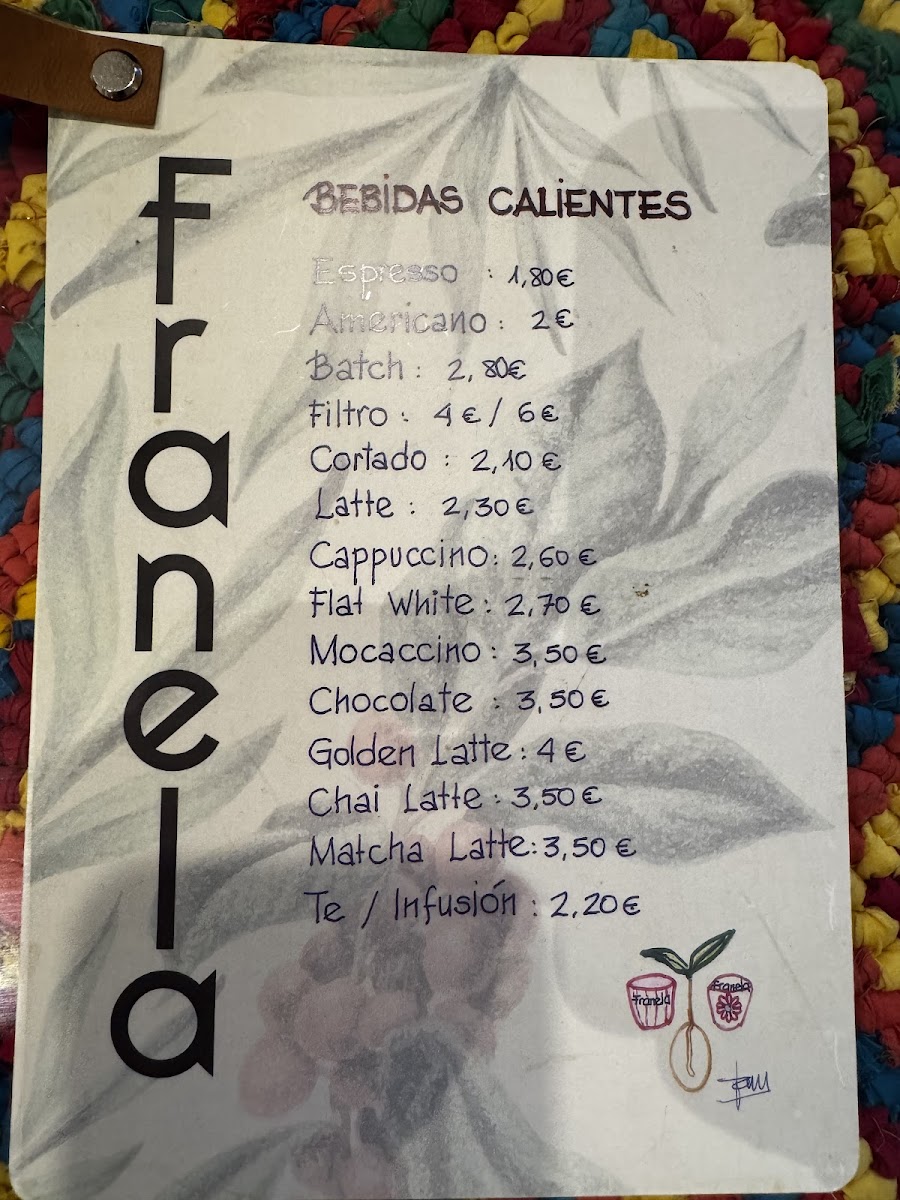 Franela
BEBIDAS CALIENTES
Espresso : 1,80€
Americano : 2€
Batch : 2,80€
Filtro : 4€ / 6€
Cortado : 2,10€
Latte : 2,30€
Cappuccino: 2,60€
Flat White : 2,70€
Mocaccino : 3,50€
Chocolate : 3,50€
Golden Latte : 4€
Chai Latte : 3,50€
Matcha Latte: 3,50€
Te / Infusión : 2,20€
Franela
Franela